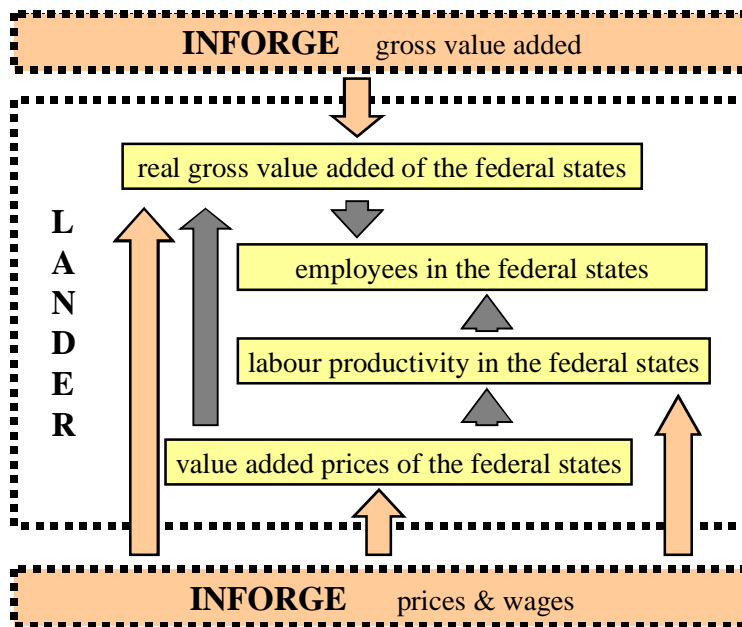 INFORGE gross value added
real gross value added of the federal states
LANDER
employees in the federal states
labour productivity in the federal states
value added prices of the federal states
INFORGE prices & wages